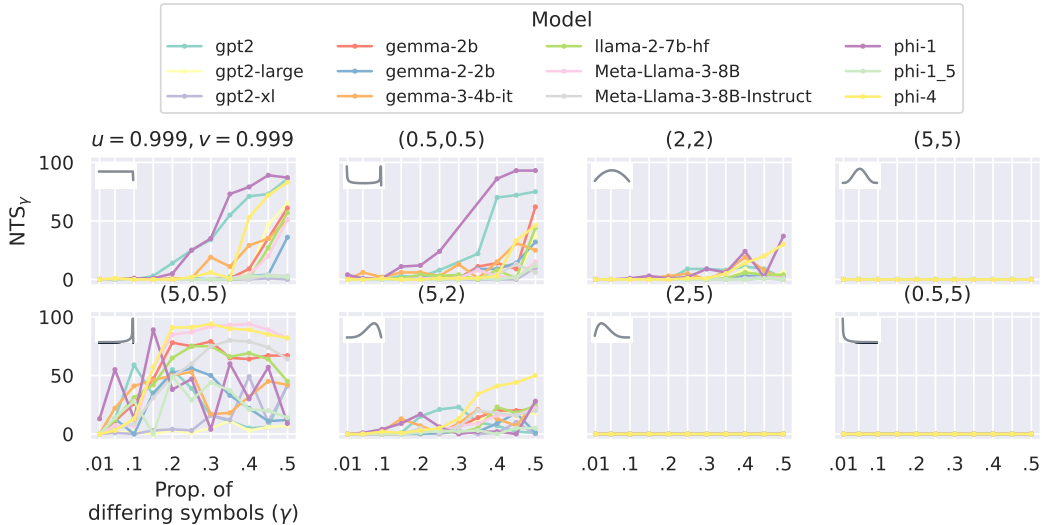 Model
gpt2 gemma-2b llama-2-7b-hf phi-1
gpt2-large gemma-2-2b Meta-Llama-3-8B phi-1_5
gpt2-xl gemma-3-4b-it Meta-Llama-3-8B-Instruct phi-4
u = 0.999, v = 0.999 (0.5,0.5) (2,2) (5,5)
100
50
0
NTSγ
(5,0.5) (5,2) (2,5) (0.5,5)
100
50
0
.01 .1 .2 .3 .4 .5 .01 .1 .2 .3 .4 .5 .01 .1 .2 .3 .4 .5 .01 .1 .2 .3 .4 .5
Prop. of
differing symbols (γ)